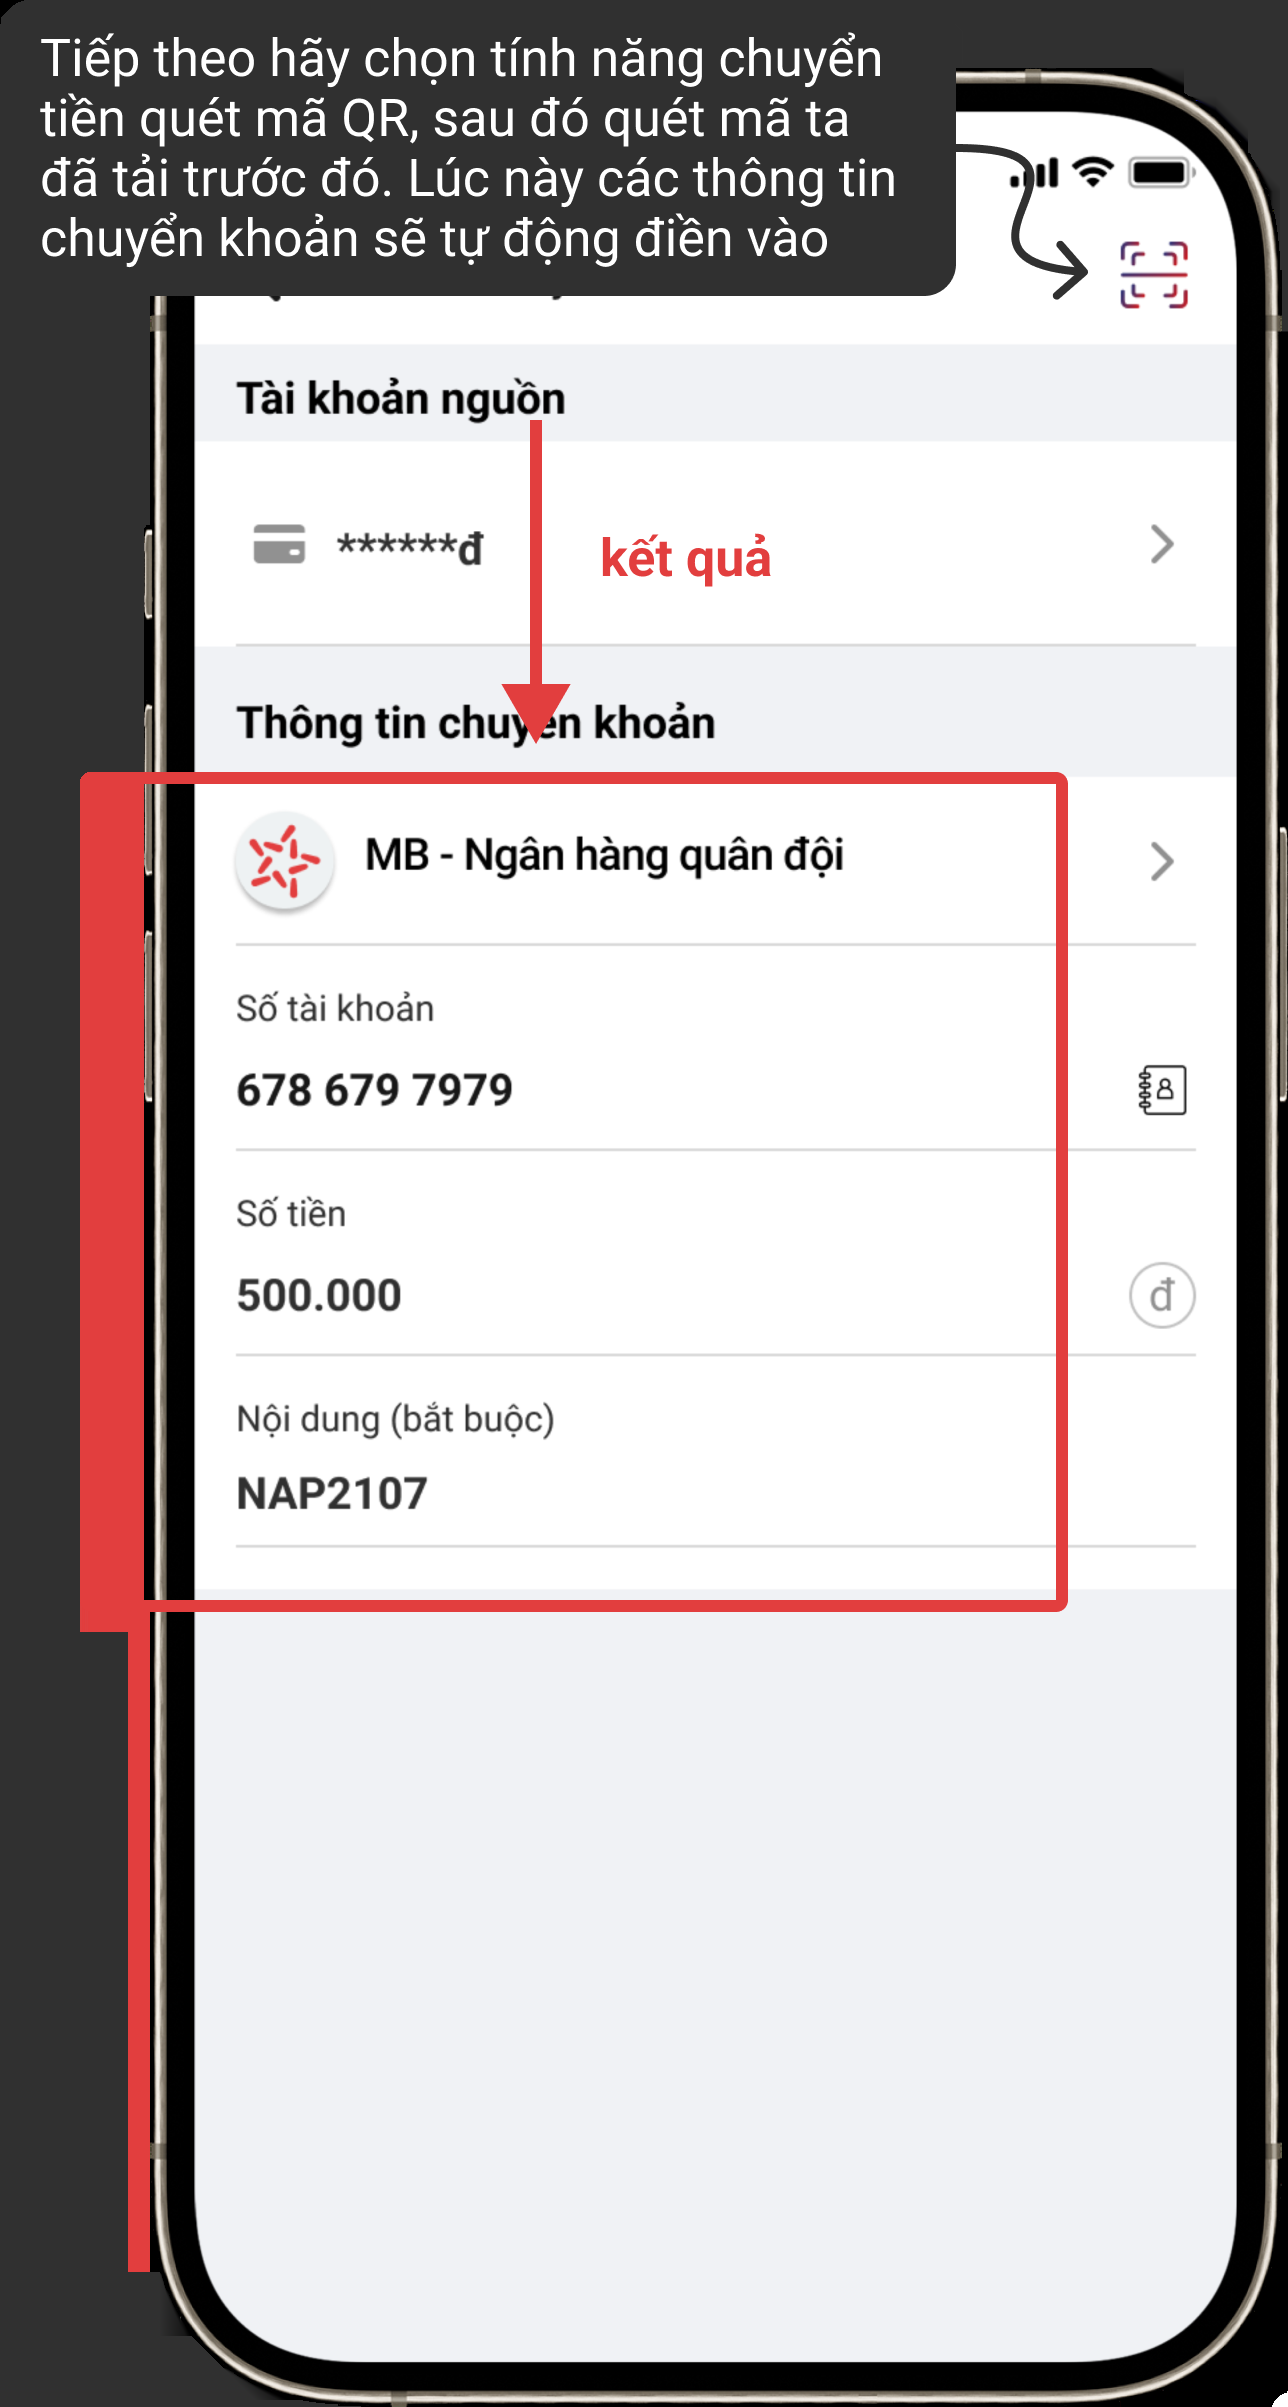 Tiếp theo hãy chọn tính năng chuyển
tiền quét mã QR, sau đó quét mã ta
đã tải trước đó. Lúc này các thông tin
chuyển khoản sẽ tự động điền vào
Tài khoản nguồn
******đ
kết quả
Thông tin chuyển khoản
MB - Ngân hàng quân đội
Số tài khoản
678 679 7979
Số tiền
500.000
đ
Nội dung (bắt buộc)
NAP2107